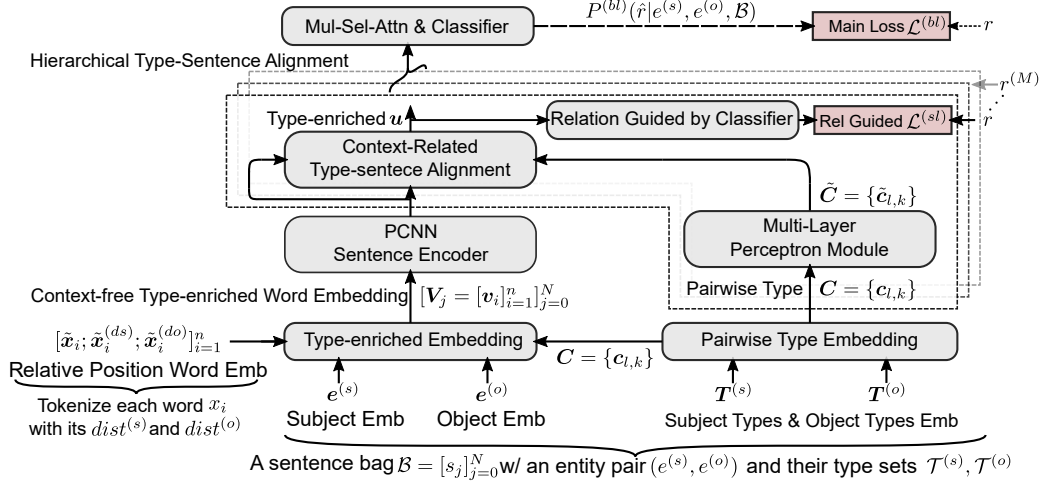 Mul-Sel-Attn & Classifier
P^{(bl)}(r̂|e^{(s)}, e^{(o)}, ℬ)
Main Loss ℒ^{(bl)}
r
Hierarchical Type-Sentence Alignment
r^{(M)}
Type-enriched u
Relation Guided by Classifier
Rel Guided ℒ^{(sl)}
r
Context-Related
Type-sentece Alignment
C̃ = {c̃_{l,k}}
PCNN
Sentence Encoder
Multi-Layer
Perceptron Module
Context-free Type-enriched Word Embedding
[V_j = [v_i]_{i=1}^n]_{j=0}^N
Pairwise Type
C = {c_{l,k}}
[x̃_i; x̃_i^{(ds)}; x̃_i^{(do)}]_{i=1}^n
Type-enriched Embedding
C = {c_{l,k}}
Pairwise Type Embedding
Relative Position Word Emb
e^{(s)}
e^{(o)}
T^{(s)}
T^{(o)}
Tokenize each word x_i
with its dist^{(s)} and dist^{(o)}
Subject Emb
Object Emb
Subject Types & Object Types Emb
A sentence bag ℬ = [s_j]_{j=0}^N w/ an entity pair (e^{(s)}, e^{(o)}) and their type sets 𝒯^{(s)}, 𝒯^{(o)}